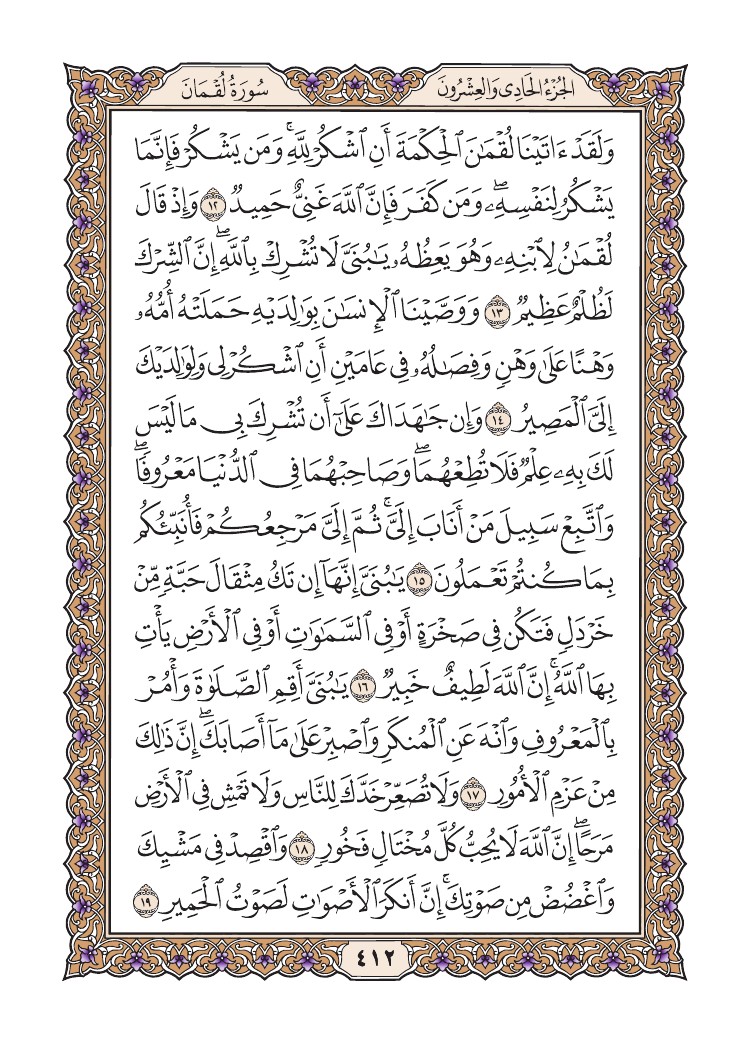 الجُزْءُ الحَادِى وَالعِشْرُونَ
سُورَةُ لُقْمَانَ
وَلَقَدْ ءَاتَيْنَا لُقْمَٰنَ ٱلْحِكْمَةَ أَنِ ٱشْكُرْ لِلَّهِ ۚ وَمَن يَشْكُرْ فَإِنَّمَا
يَشْكُرُ لِنَفْسِهِۦ ۖ وَمَن كَفَرَ فَإِنَّ ٱللَّهَ غَنِىٌّ حَمِيدٌ ١٢ وَإِذْ قَالَ
لُقْمَٰنُ لِٱبْنِهِۦ وَهُوَ يَعِظُهُۥ يَٰبُنَىَّ لَا تُشْرِكْ بِٱللَّهِ ۖ إِنَّ ٱلشِّرْكَ
لَظُلْمٌ عَظِيمٌ ١٣ وَوَصَّيْنَا ٱلْإِنسَٰنَ بِوَٰلِدَيْهِ حَمَلَتْهُ أُمُّهُۥ
وَهْنًا عَلَىٰ وَهْنٍ وَفِصَٰلُهُۥ فِى عَامَيْنِ أَنِ ٱشْكُرْ لِى وَلِوَٰلِدَيْكَ
إِلَىَّ ٱلْمَصِيرُ ١٤ وَإِن جَٰهَدَاكَ عَلَىٰٓ أَن تُشْرِكَ بِى مَا لَيْسَ
لَكَ بِهِۦ عِلْمٌ فَلَا تُطِعْهُمَا ۖ وَصَاحِبْهُمَا فِى ٱلدُّنْيَا مَعْرُوفًا ۖ
وَٱتَّبِعْ سَبِيلَ مَنْ أَنَابَ إِلَىَّ ۚ ثُمَّ إِلَىَّ مَرْجِعُكُمْ فَأُنَبِّئُكُم
بِمَا كُنتُمْ تَعْمَلُونَ ١٥ يَٰبُنَىَّ إِنَّهَآ إِن تَكُ مِثْقَالَ حَبَّةٍ مِّنْ
خَرْدَلٍ فَتَكُن فِى صَخْرَةٍ أَوْ فِى ٱلسَّمَٰوَٰتِ أَوْ فِى ٱلْأَرْضِ يَأْتِ
بِهَا ٱللَّهُ ۚ إِنَّ ٱللَّهَ لَطِيفٌ خَبِيرٌ ١٦ يَٰبُنَىَّ أَقِمِ ٱلصَّلَوٰةَ وَأْمُرْ
بِٱلْمَعْرُوفِ وَٱنْهَ عَنِ ٱلْمُنكَرِ وَٱصْبِرْ عَلَىٰ مَآ أَصَابَكَ ۖ إِنَّ ذَٰلِكَ
مِنْ عَزْمِ ٱلْأُمُورِ ١٧ وَلَا تُصَعِّرْ خَدَّكَ لِلنَّاسِ وَلَا تَمْشِ فِى ٱلْأَرْضِ
مَرَحًا ۖ إِنَّ ٱللَّهَ لَا يُحِبُّ كُلَّ مُخْتَالٍ فَخُورٍ ١٨ وَٱقْصِدْ فِى مَشْيِكَ
وَٱغْضُضْ مِن صَوْتِكَ ۚ إِنَّ أَنكَرَ ٱلْأَصْوَٰتِ لَصَوْتُ ٱلْحَمِيرِ ١٩
٤١٢